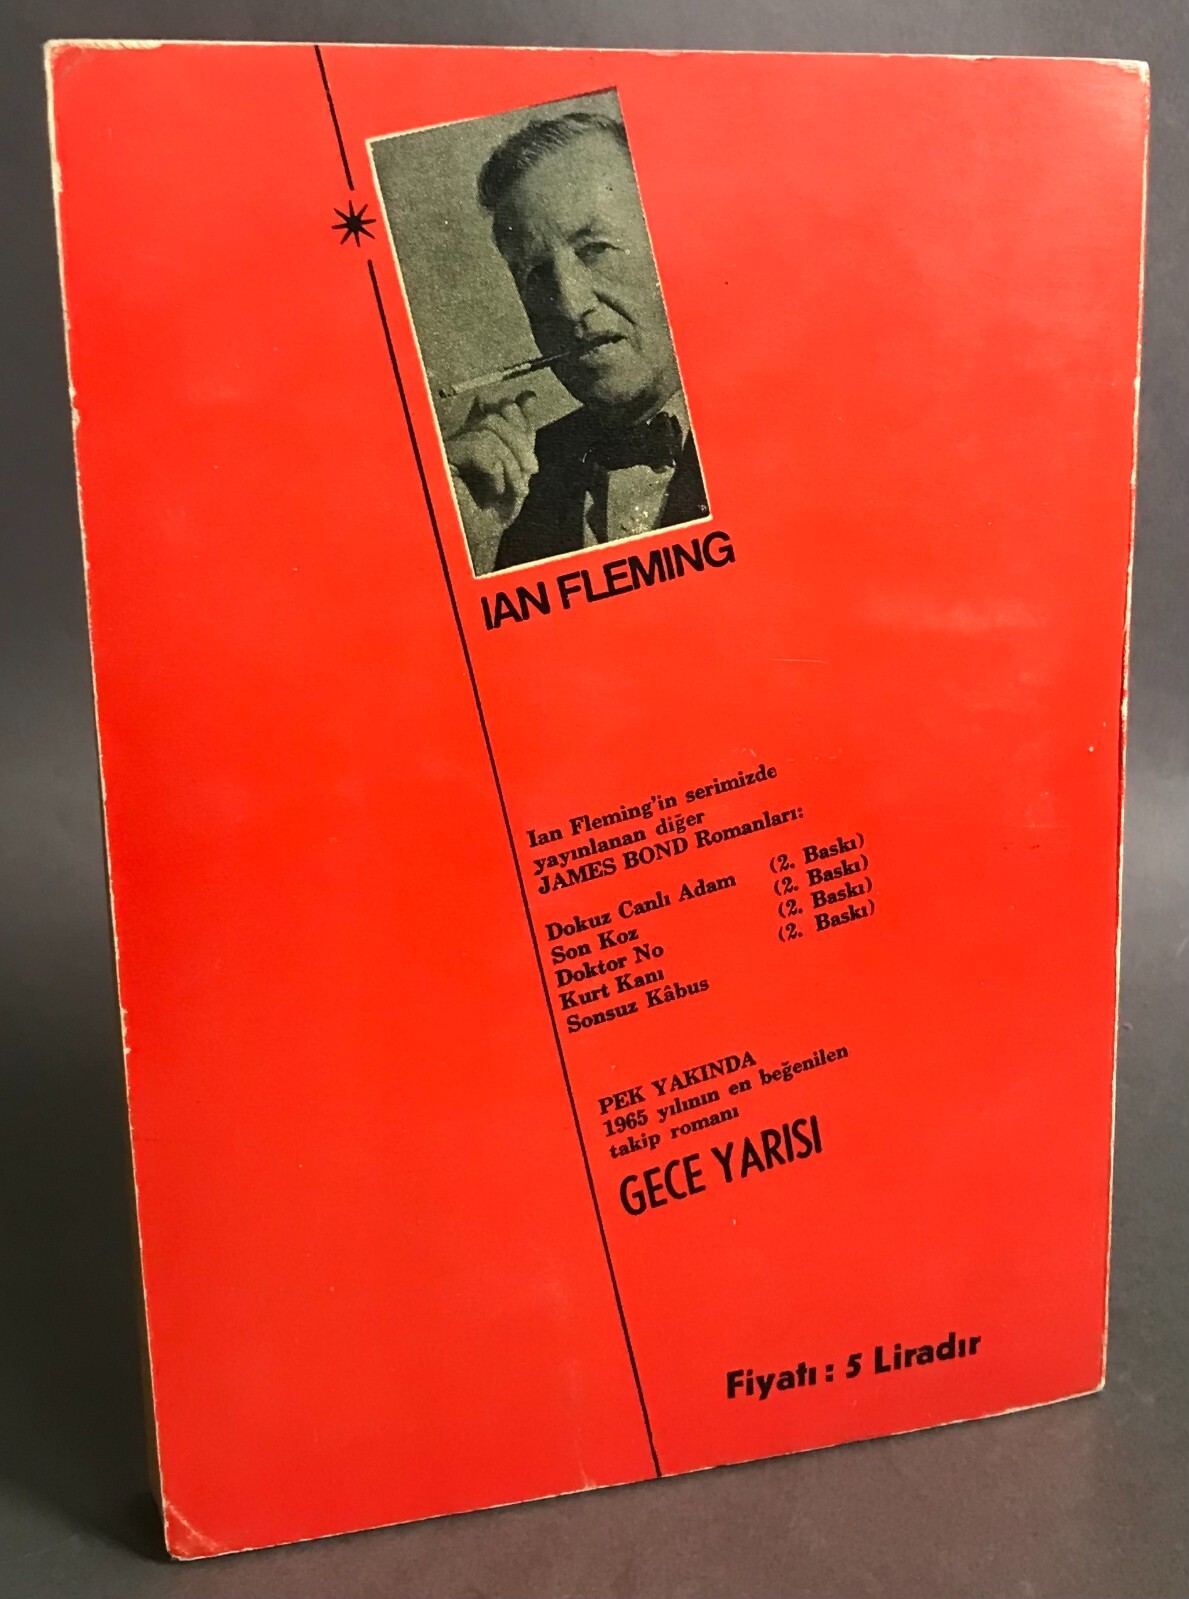 IAN FLEMING
Ian Fleming'in serimizde
yayınlanan diğer
JAMES BOND Romanları:
Dokuz Canlı Adam (2. Baskı)
Son Koz (2. Baskı)
Doktor No (2. Baskı)
Kurt Kanı (2. Baskı)
Sonsuz Kâbus
PEK YAKINDA
1965 yılının en beğenilen
takip romanı
GECE YARISI
Fiyatı : 5 Liradır